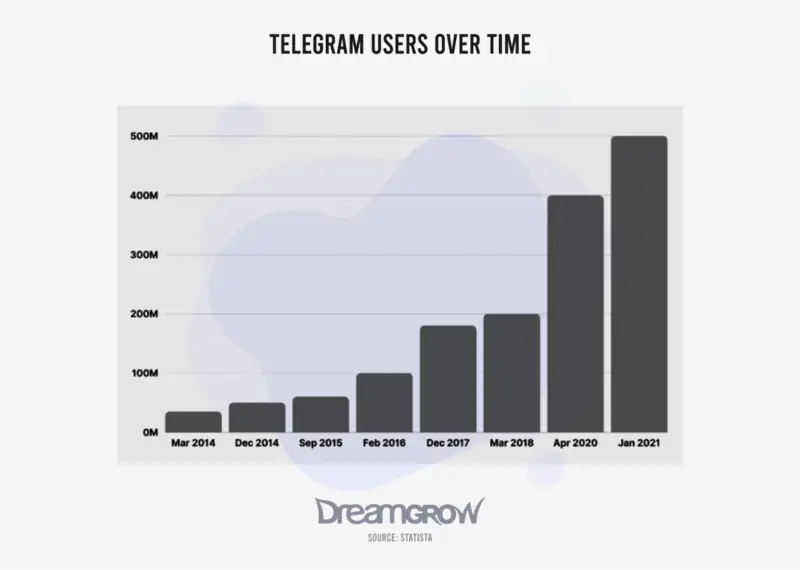 TELEGRAM USERS OVER TIME
500M
400M
300M
200M
100M
0M
Mar 2014 Dec 2014 Sep 2015 Feb 2016 Dec 2017 Mar 2018 Apr 2020 Jan 2021
DreamGROW
SOURCE: STATISTA